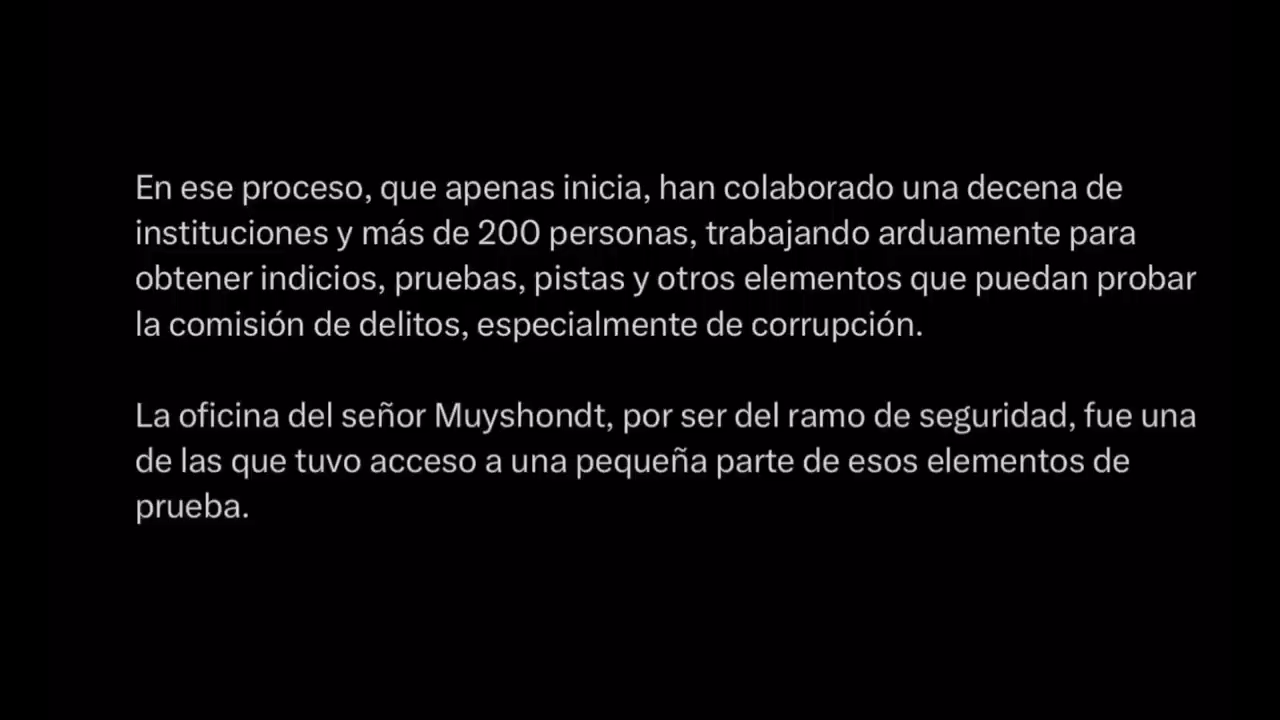 En ese proceso, que apenas inicia, han colaborado una decena de
instituciones y más de 200 personas, trabajando arduamente para
obtener indicios, pruebas, pistas y otros elementos que puedan probar
la comisión de delitos, especialmente de corrupción.
La oficina del señor Muyshondt, por ser del ramo de seguridad, fue una
de las que tuvo acceso a una pequeña parte de esos elementos de
prueba.